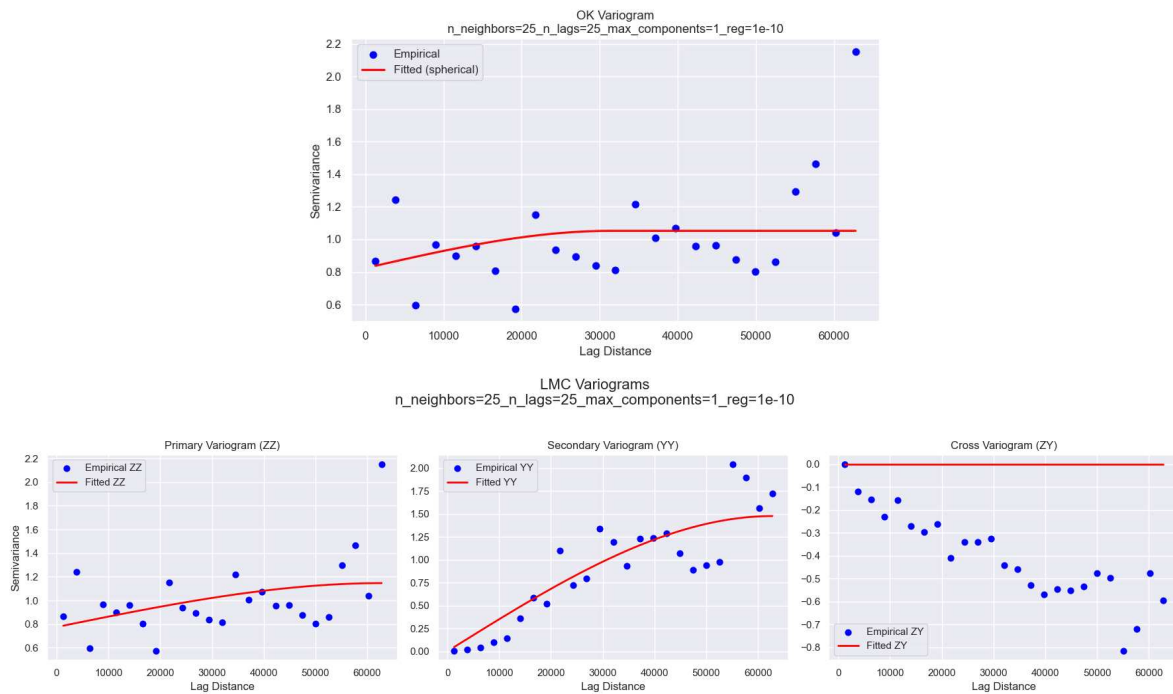 OK Variogram
n_neighbors=25_n_lags=25_max_components=1_reg=1e-10
2.2
2.0
1.8
1.6
1.4
1.2
1.0
0.8
0.6
Semivariance
Empirical
Fitted (spherical)
0 10000 20000 30000 40000 50000 60000
Lag Distance
LMC Variograms
n_neighbors=25_n_lags=25_max_components=1_reg=1e-10
Primary Variogram (ZZ)
2.2
2.0
1.8
1.6
1.4
1.2
1.0
0.8
0.6
Semivariance
Empirical ZZ
Fitted ZZ
0 10000 20000 30000 40000 50000 60000
Lag Distance
Secondary Variogram (YY)
2.00
1.75
1.50
1.25
1.00
0.75
0.50
0.25
0.00
Empirical YY
Fitted YY
0 10000 20000 30000 40000 50000 60000
Lag Distance
Cross Variogram (ZY)
0.0
−0.1
−0.2
−0.3
−0.4
−0.5
−0.6
−0.7
−0.8
Empirical ZY
Fitted ZY
0 10000 20000 30000 40000 50000 60000
Lag Distance